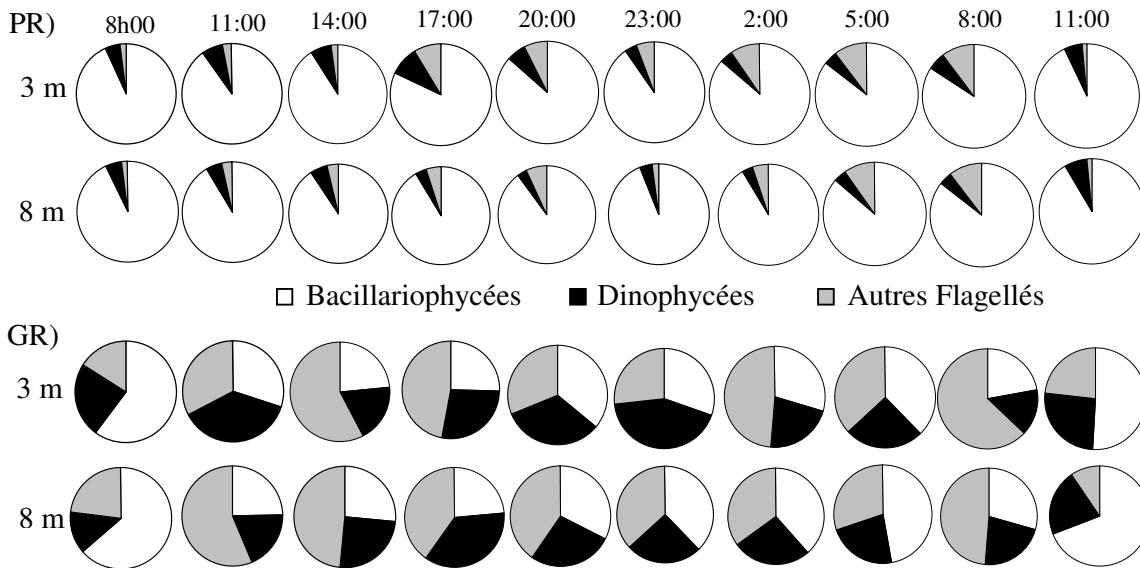 PR) 8h00 11:00 14:00 17:00 20:00 23:00 2:00 5:00 8:00 11:00
3 m
8 m
Bacillariophycées Dinophycées Autres Flagellés
GR)
3 m
8 m